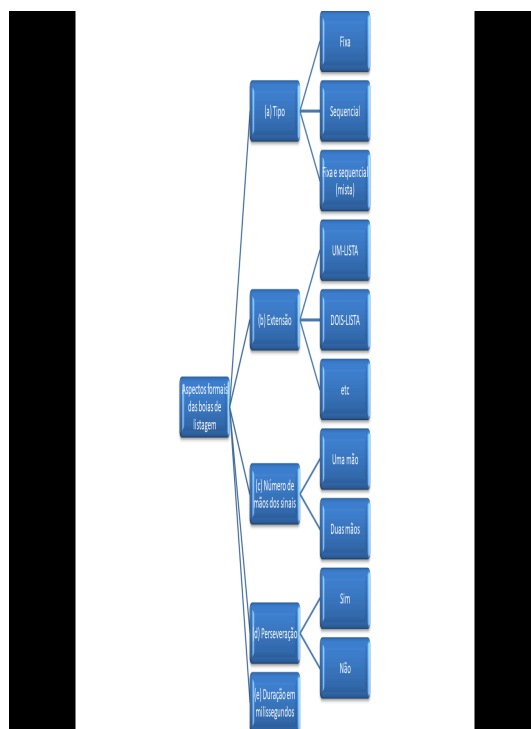 Aspectos formais
das boias de
listagem
(a) Tipo
Fixa
Sequencial
Fixa e sequencial
(mista)
(b) Extensão
UM-LISTA
DOIS-LISTA
etc
(c) Número de
mãos dos sinais
Uma mão
Duas mãos
(d) Perseveração
Sim
Não
(e) Duração em
milissegundos